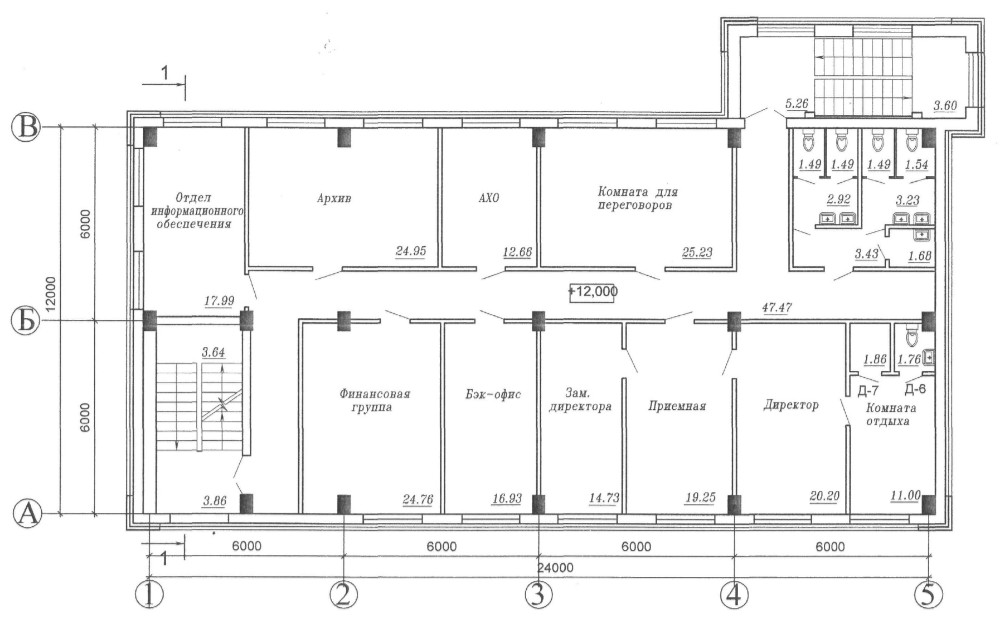 1
5.26
3.60
В
1.49
1.49
1.49
1.54
Отдел
информационного
обеспечения
Архив
АХО
Комната для
переговоров
2.92
3.23
6000
24.95
12.66
25.23
3.43
1.68
12000
17.99
+12,000
47.47
Б
3.64
1.86
1.76
Д-7
Д-6
Финансовая
группа
Бэк-офис
Зам.
директора
Приемная
Директор
Комната
отдыха
6000
3.86
24.76
16.93
14.73
19.25
20.20
11.00
А
1
6000
6000
6000
6000
24000
1
2
3
4
5